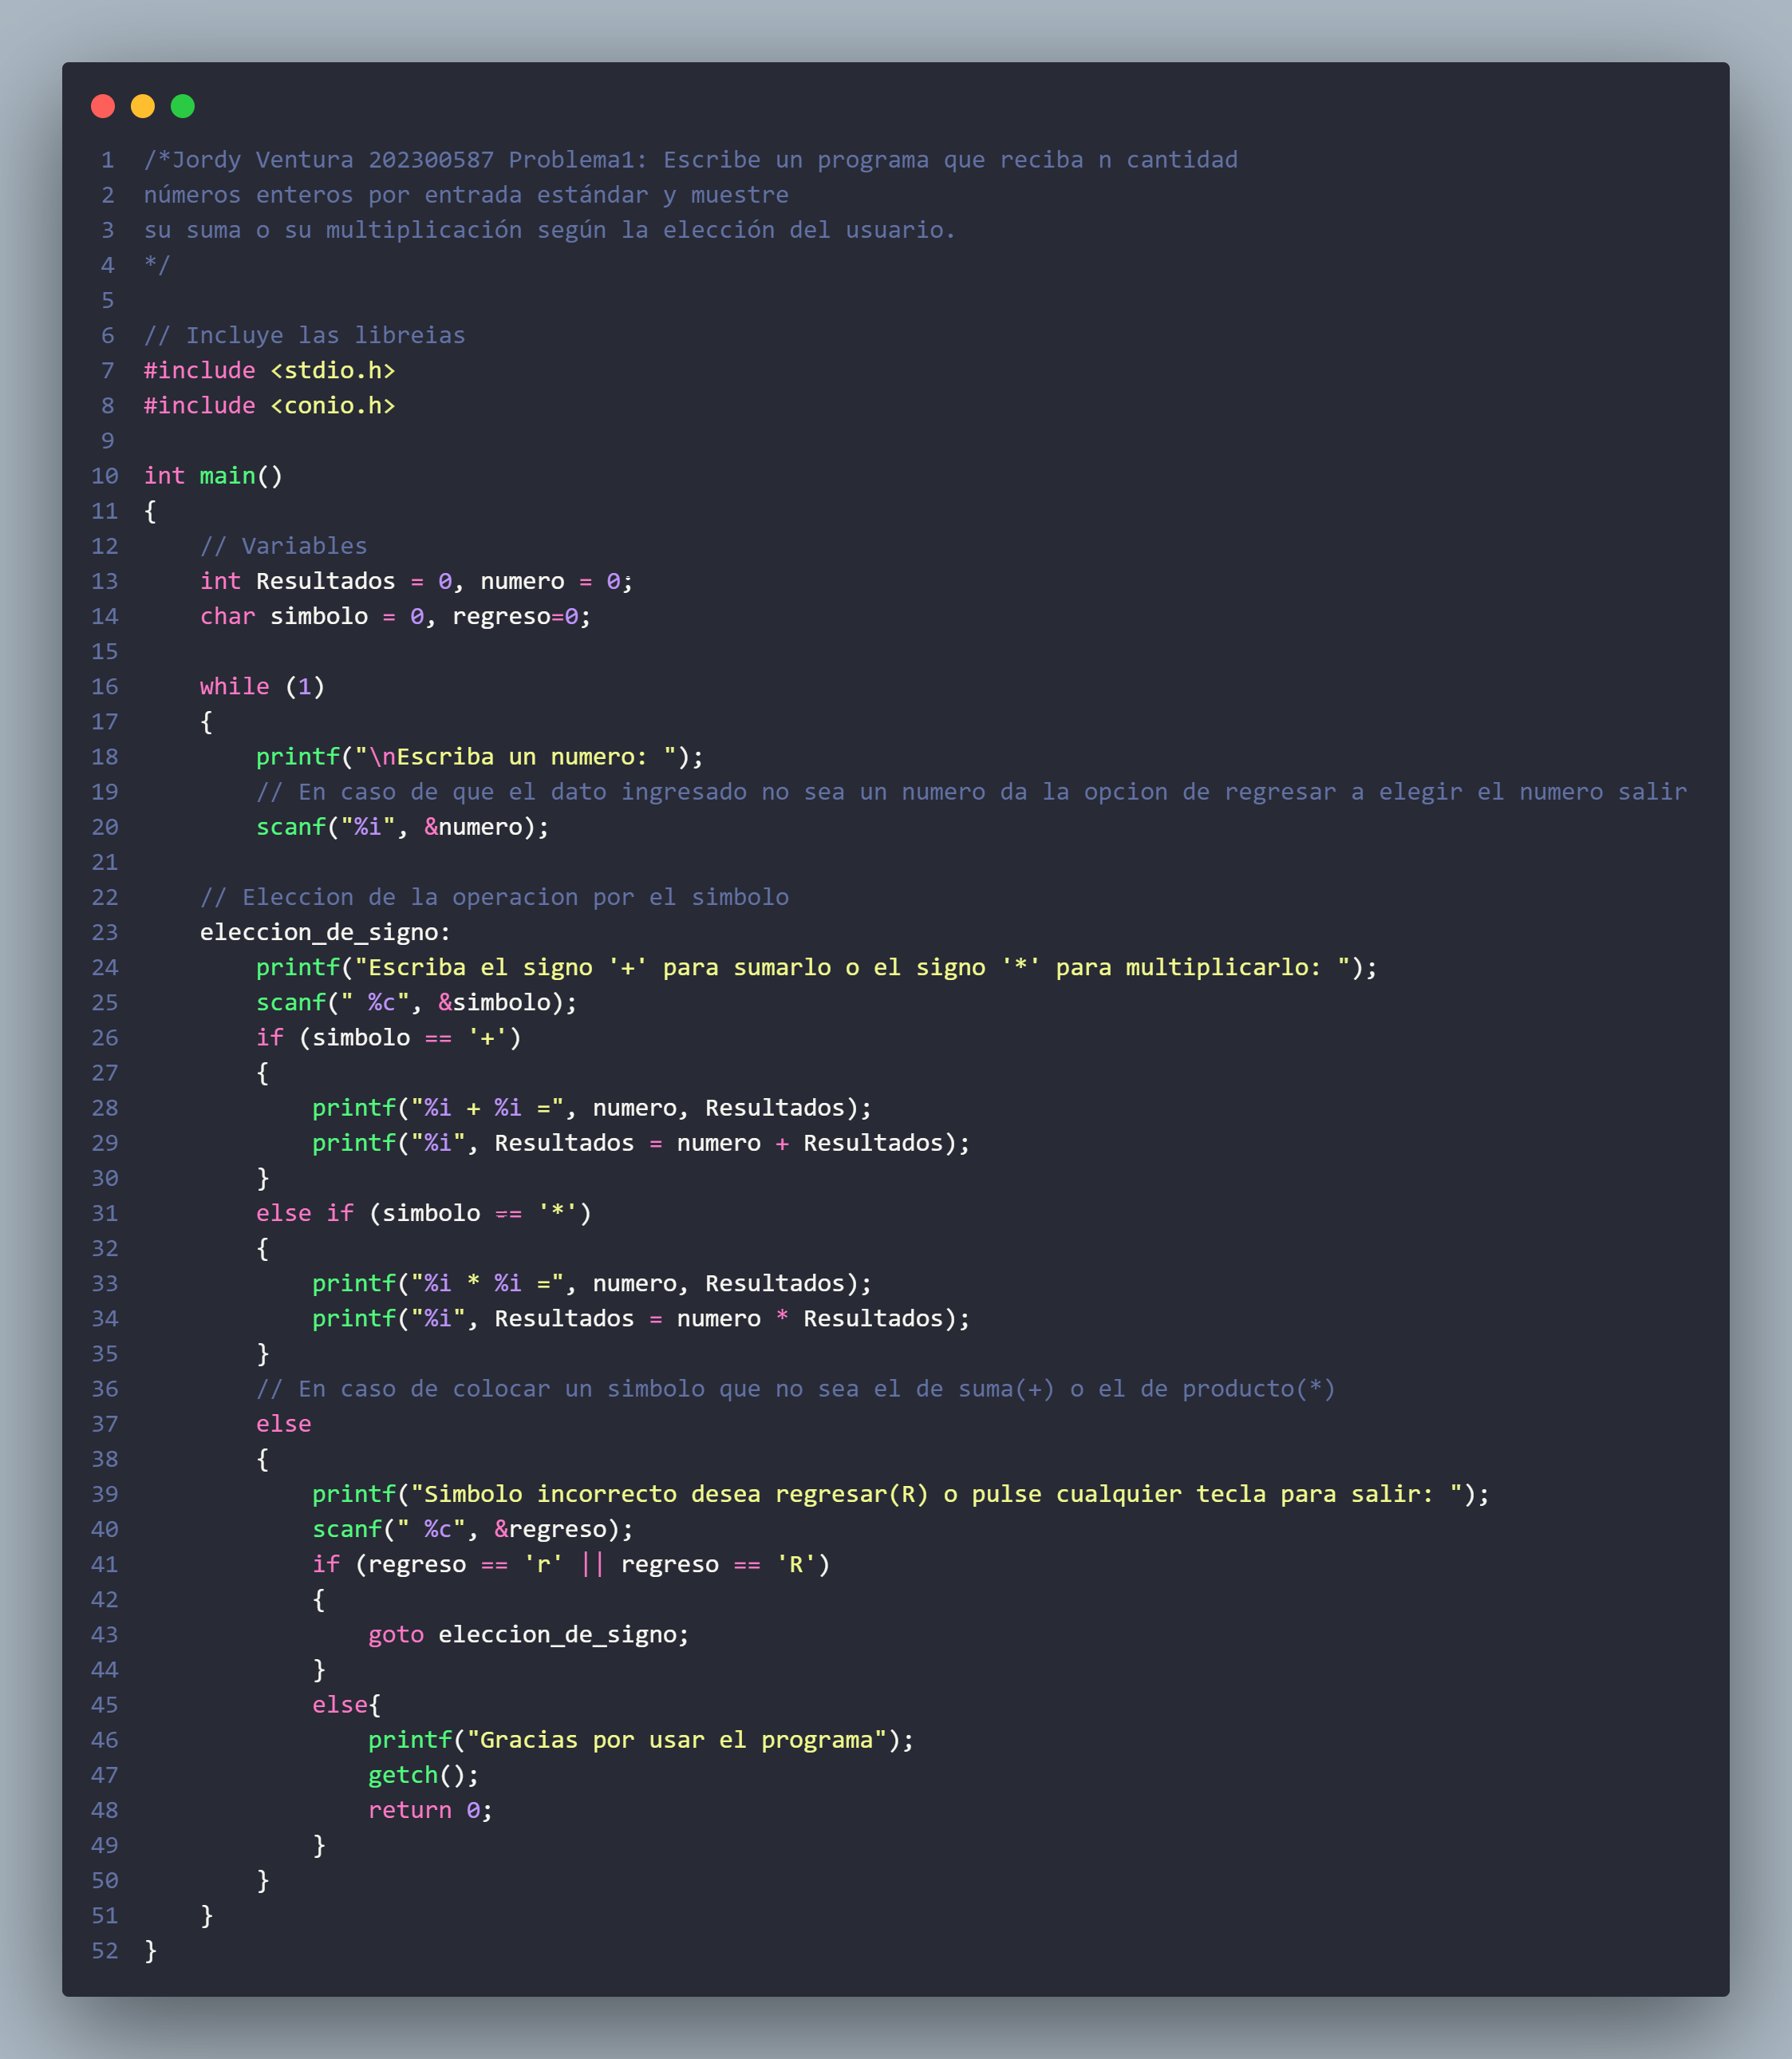 1 /*Jordy Ventura 202300587 Problema1: Escribe un programa que reciba n cantidad
2 números enteros por entrada estándar y muestre
3 su suma o su multiplicación según la elección del usuario.
4 */
5
6 // Incluye las libreias
7 #include <stdio.h>
8 #include <conio.h>
9
10 int main()
11 {
12     // Variables
13     int Resultados = 0, numero = 0;
14     char simbolo = 0, regreso=0;
15
16     while (1)
17     {
18         printf("\nEscriba un numero: ");
19         // En caso de que el dato ingresado no sea un numero da la opcion de regresar a elegir el numero salir
20         scanf("%i", &numero);
21
22     // Eleccion de la operacion por el simbolo
23     eleccion_de_signo:
24         printf("Escriba el signo '+' para sumarlo o el signo '*' para multiplicarlo: ");
25         scanf(" %c", &simbolo);
26         if (simbolo == '+')
27         {
28             printf("%i + %i =", numero, Resultados);
29             printf("%i", Resultados = numero + Resultados);
30         }
31         else if (simbolo == '*')
32         {
33             printf("%i * %i =", numero, Resultados);
34             printf("%i", Resultados = numero * Resultados);
35         }
36         // En caso de colocar un simbolo que no sea el de suma(+) o el de producto(*)
37         else
38         {
39             printf("Simbolo incorrecto desea regresar(R) o pulse cualquier tecla para salir: ");
40             scanf(" %c", &regreso);
41             if (regreso == 'r' || regreso == 'R')
42             {
43                 goto eleccion_de_signo;
44             }
45             else{
46                 printf("Gracias por usar el programa");
47                 getch();
48                 return 0;
49             }
50         }
51     }
52 }